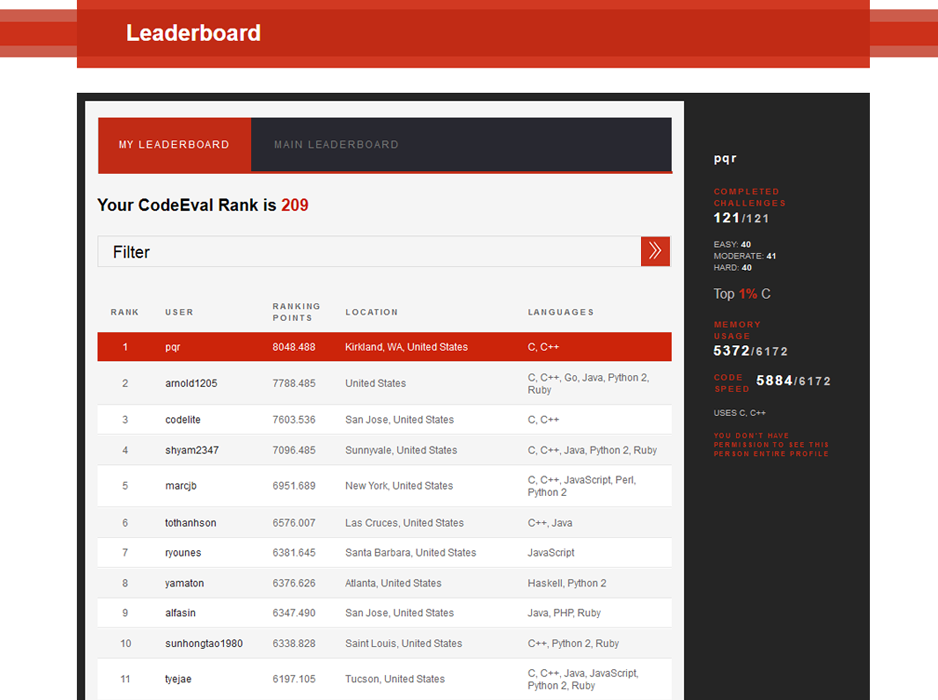 Leaderboard
MY LEADERBOARD MAIN LEADERBOARD
Your CodeEval Rank is 209
Filter
RANK USER RANKING POINTS LOCATION LANGUAGES
1 pqr 8048.488 Kirkland, WA, United States C, C++
2 arnold1205 7788.485 United States C, C++, Go, Java, Python 2,
Ruby
3 codelite 7603.536 San Jose, United States C, C++
4 shyam2347 7096.485 Sunnyvale, United States C, C++, Java, Python 2, Ruby
5 marcjb 6951.689 New York, United States C, C++, JavaScript, Perl,
Python 2
6 tothanhson 6576.007 Las Cruces, United States C++, Java
7 ryounes 6381.645 Santa Barbara, United States JavaScript
8 yamaton 6376.626 Atlanta, United States Haskell, Python 2
9 alfasin 6347.490 San Jose, United States Java, PHP, Ruby
10 sunhongtao1980 6338.828 Saint Louis, United States C++, Python 2, Ruby
11 tyejae 6197.105 Tucson, United States C, C++, Java, JavaScript,
Python 2, Ruby
pqr
COMPLETED
CHALLENGES
121/121
EASY: 40
MODERATE: 41
HARD: 40
Top 1% C
MEMORY
USAGE
5372/6172
CODE
SPEED 5884/6172
USES C, C++
YOU DON'T HAVE
PERMISSION TO SEE THIS
PERSON ENTIRE PROFILE